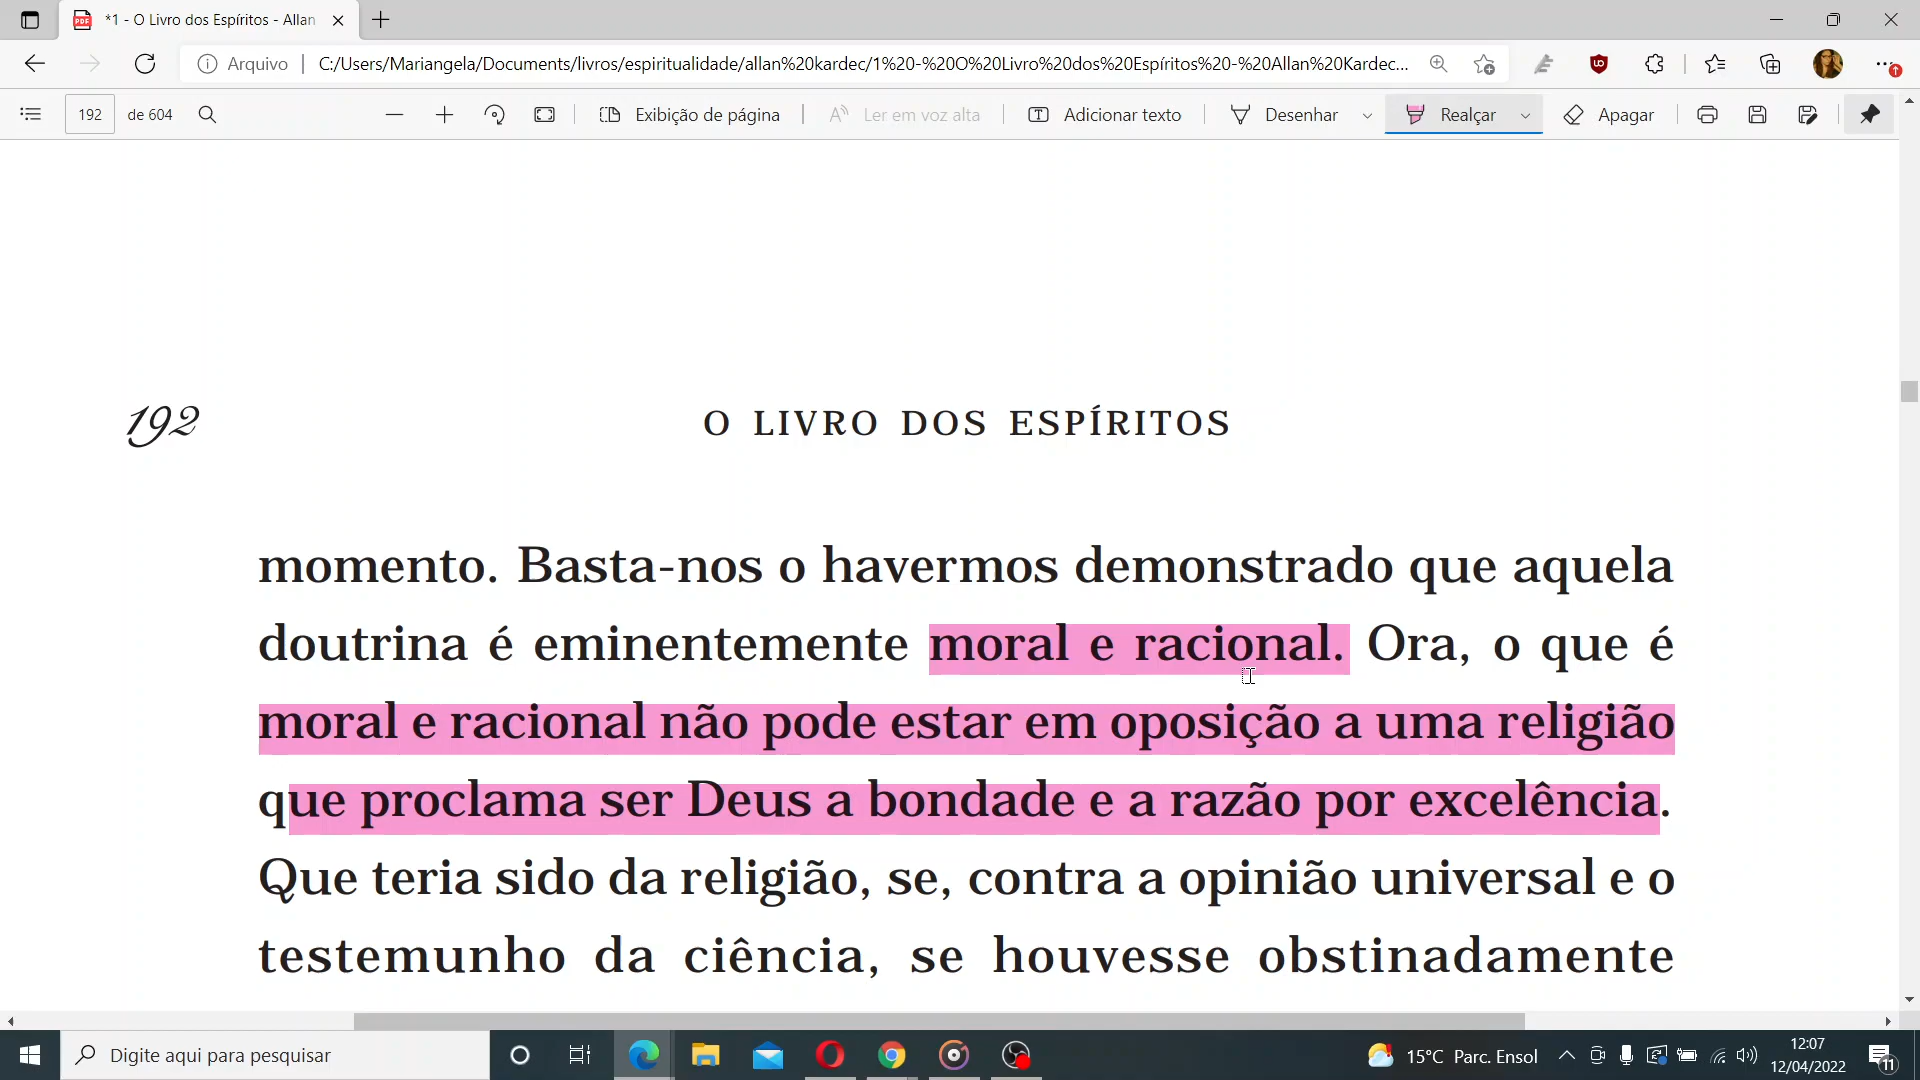 *1 - O Livro dos Espíritos - Allan
Arquivo
C:/Users/Mariangela/Documents/livros/espiritualidade/allan%20kardec/1%20-%20O%20Livro%20dos%20Espíritos%20-%20Allan%20Kardec...
192 de 604
Exibição de página
Ler em voz alta
Adicionar texto
Desenhar
Realçar
Apagar
192
O LIVRO DOS ESPÍRITOS
momento. Basta-nos o havermos demonstrado que aquela
doutrina é eminentemente moral e racional. Ora, o que é
moral e racional não pode estar em oposição a uma religião
que proclama ser Deus a bondade e a razão por excelência.
Que teria sido da religião, se, contra a opinião universal e o
testemunho da ciência, se houvesse obstinadamente
Digite aqui para pesquisar
15°C Parc. Ensol
12:07
12/04/2022
11